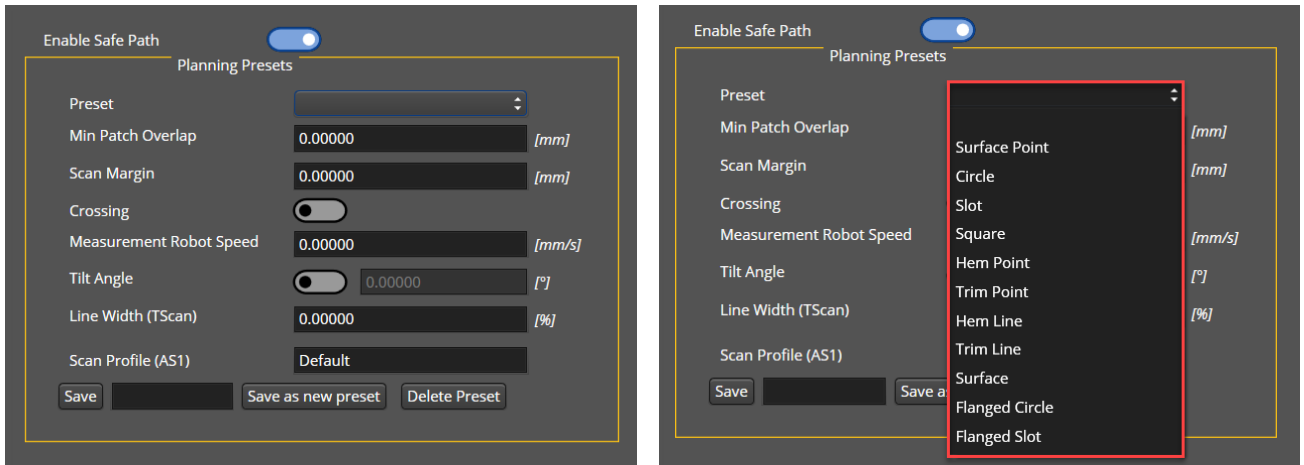 Enable Safe Path
Planning Presets
Preset
Min Patch Overlap 0.00000 [mm]
Scan Margin 0.00000 [mm]
Crossing
Measurement Robot Speed 0.00000 [mm/s]
Tilt Angle 0.00000 [°]
Line Width (TScan) 0.00000 [%]
Scan Profile (AS1) Default
Save Save as new preset Delete Preset
Enable Safe Path
Planning Presets
Preset
Min Patch Overlap [mm]
Scan Margin [mm]
Crossing
Measurement Robot Speed [mm/s]
Tilt Angle [°]
Line Width (TScan) [%]
Scan Profile (AS1)
Save Save a
Surface Point
Circle
Slot
Square
Hem Point
Trim Point
Hem Line
Trim Line
Surface
Flanged Circle
Flanged Slot